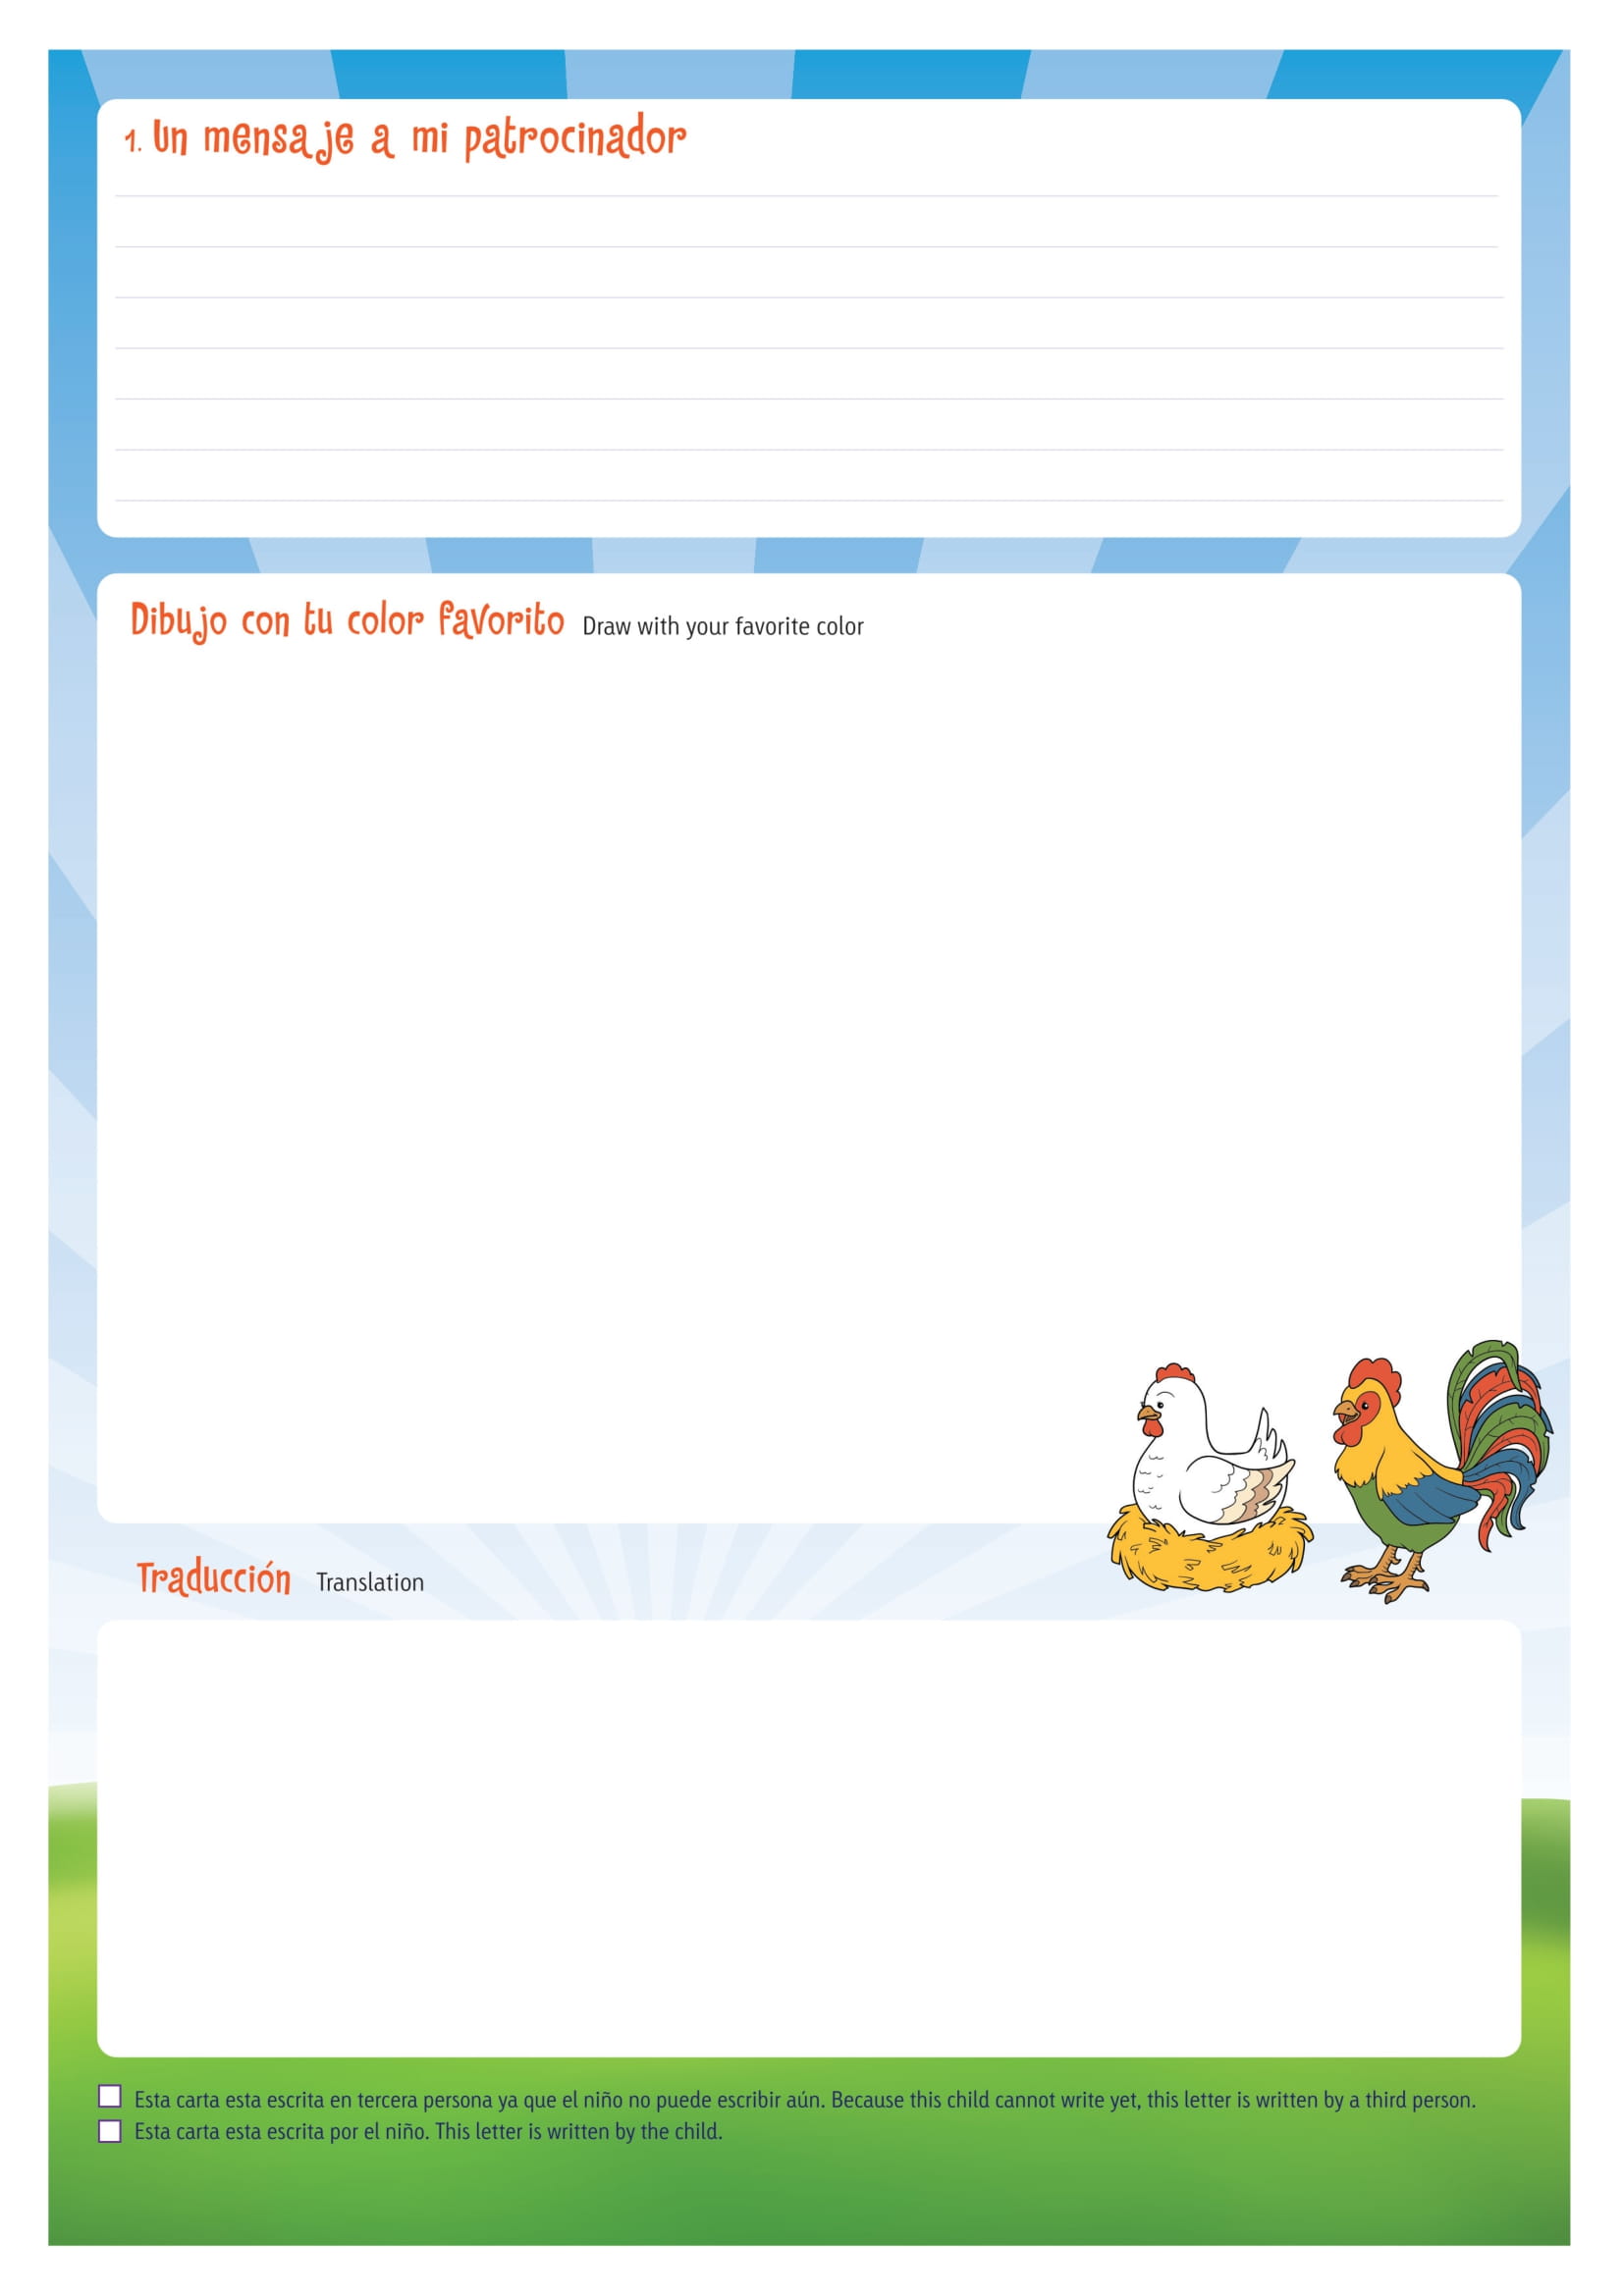 1. Un mensaje a mi patrocinador
Dibujo con tu color favorito Draw with your favorite color
Traducción Translation
Esta carta esta escrita en tercera persona ya que el niño no puede escribir aún. Because this child cannot write yet, this letter is written by a third person.
Esta carta esta escrita por el niño. This letter is written by the child.